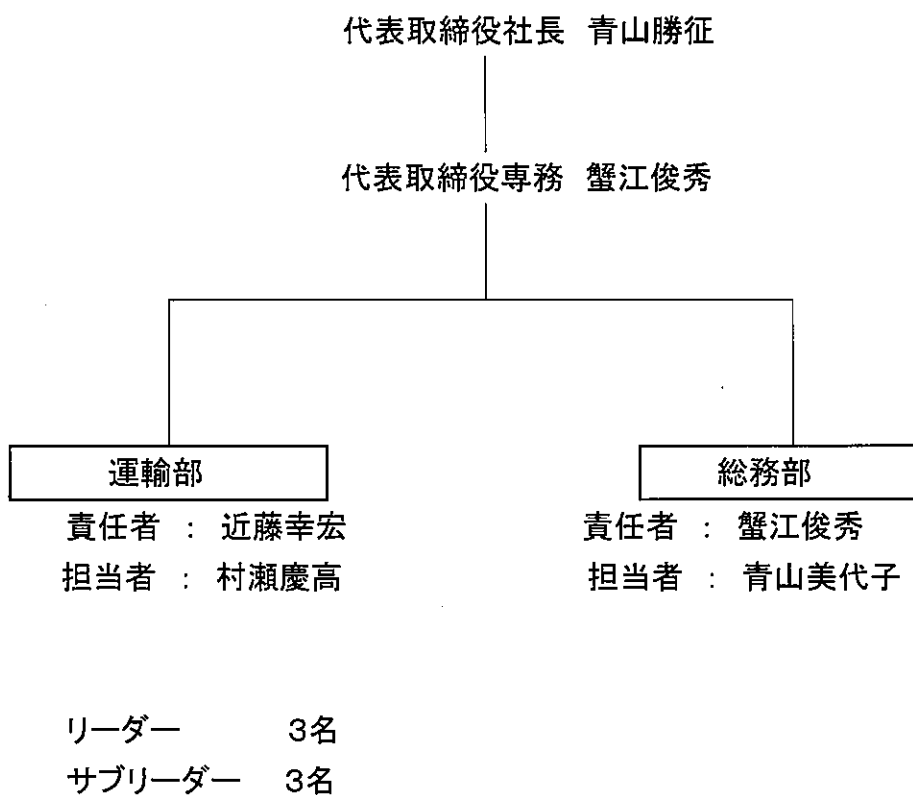 代表取締役社長 青山勝征
代表取締役専務 蟹江俊秀
運輸部
責任者 : 近藤幸宏
担当者 : 村瀬慶高
総務部
責任者 : 蟹江俊秀
担当者 : 青山美代子
リーダー 3名
サブリーダー 3名